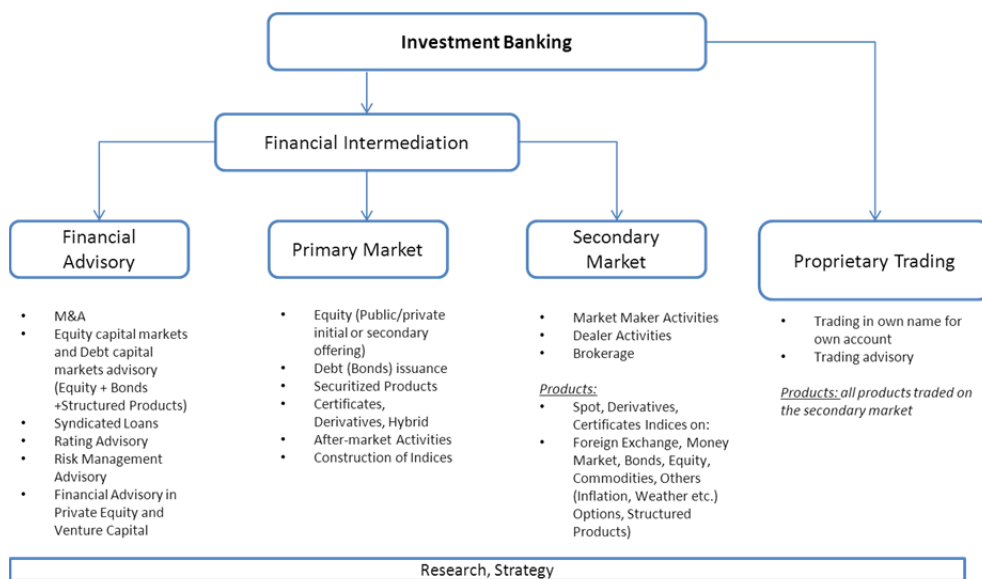 Investment Banking
Financial Intermediation
Financial
Advisory
Primary Market
Secondary
Market
Proprietary Trading
• M&A
• Equity capital markets
and Debt capital
markets advisory
(Equity + Bonds
+Structured Products)
• Syndicated Loans
• Rating Advisory
• Risk Management
Advisory
• Financial Advisory in
Private Equity and
Venture Capital
• Equity (Public/private
initial or secondary
offering)
• Debt (Bonds) issuance
• Securitized Products
• Certificates,
Derivatives, Hybrid
• After-market Activities
• Construction of Indices
• Market Maker Activities
• Dealer Activities
• Brokerage
Products:
• Spot, Derivatives,
Certificates Indices on:
• Foreign Exchange, Money
Market, Bonds, Equity,
Commodities, Others
(Inflation, Weather etc.)
Options, Structured
Products)
• Trading in own name for
own account
• Trading advisory
Products: all products traded on
the secondary market
Research, Strategy